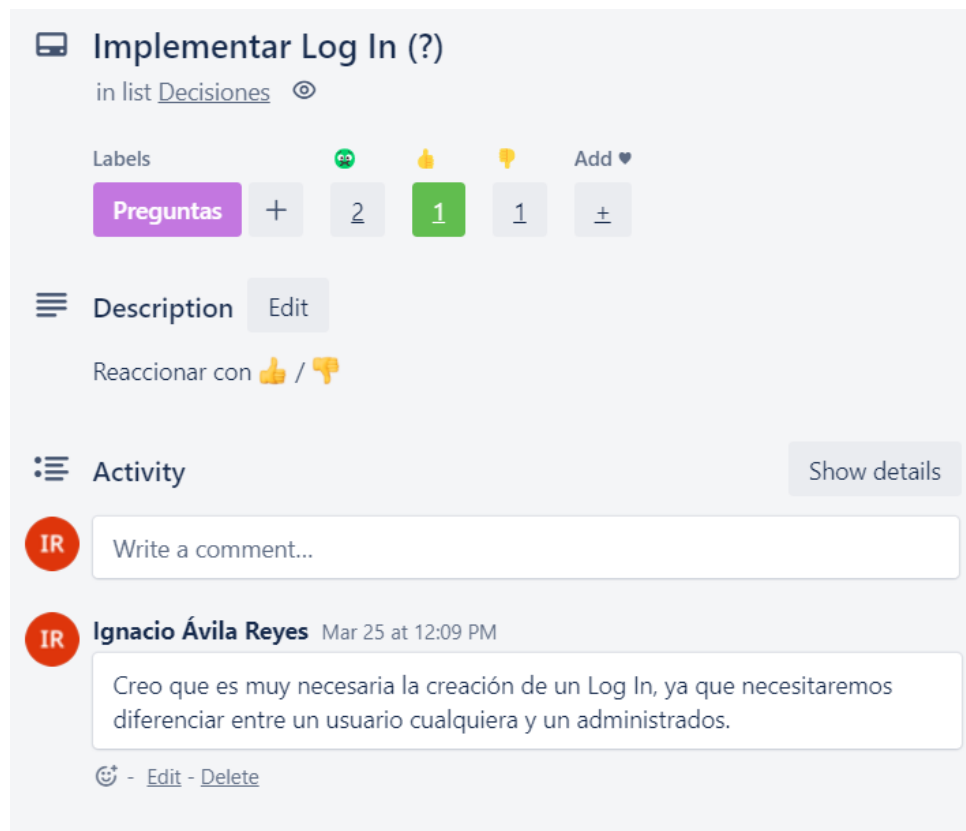 Implementar Log In (?)
in list Decisiones
Labels
Add ♥
Preguntas
+
2
1
1
+
Description
Edit
Reaccionar con 👍 / 👎
Activity
Show details
IR
Write a comment...
IR
Ignacio Ávila Reyes Mar 25 at 12:09 PM
Creo que es muy necesaria la creación de un Log In, ya que necesitaremos
diferenciar entre un usuario cualquiera y un administrados.
- Edit - Delete